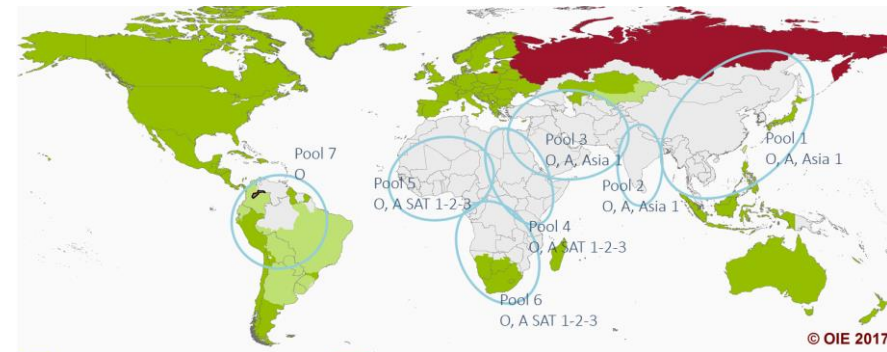 Pool 7
O
Pool 5
O, A SAT 1-2-3
Pool 3
O, A, Asia 1
Pool 2
O, A, Asia 1
Pool 1
O, A, Asia 1
Pool 4
O, A SAT 1-2-3
Pool 6
O, A SAT 1-2-3
© OIE 2017